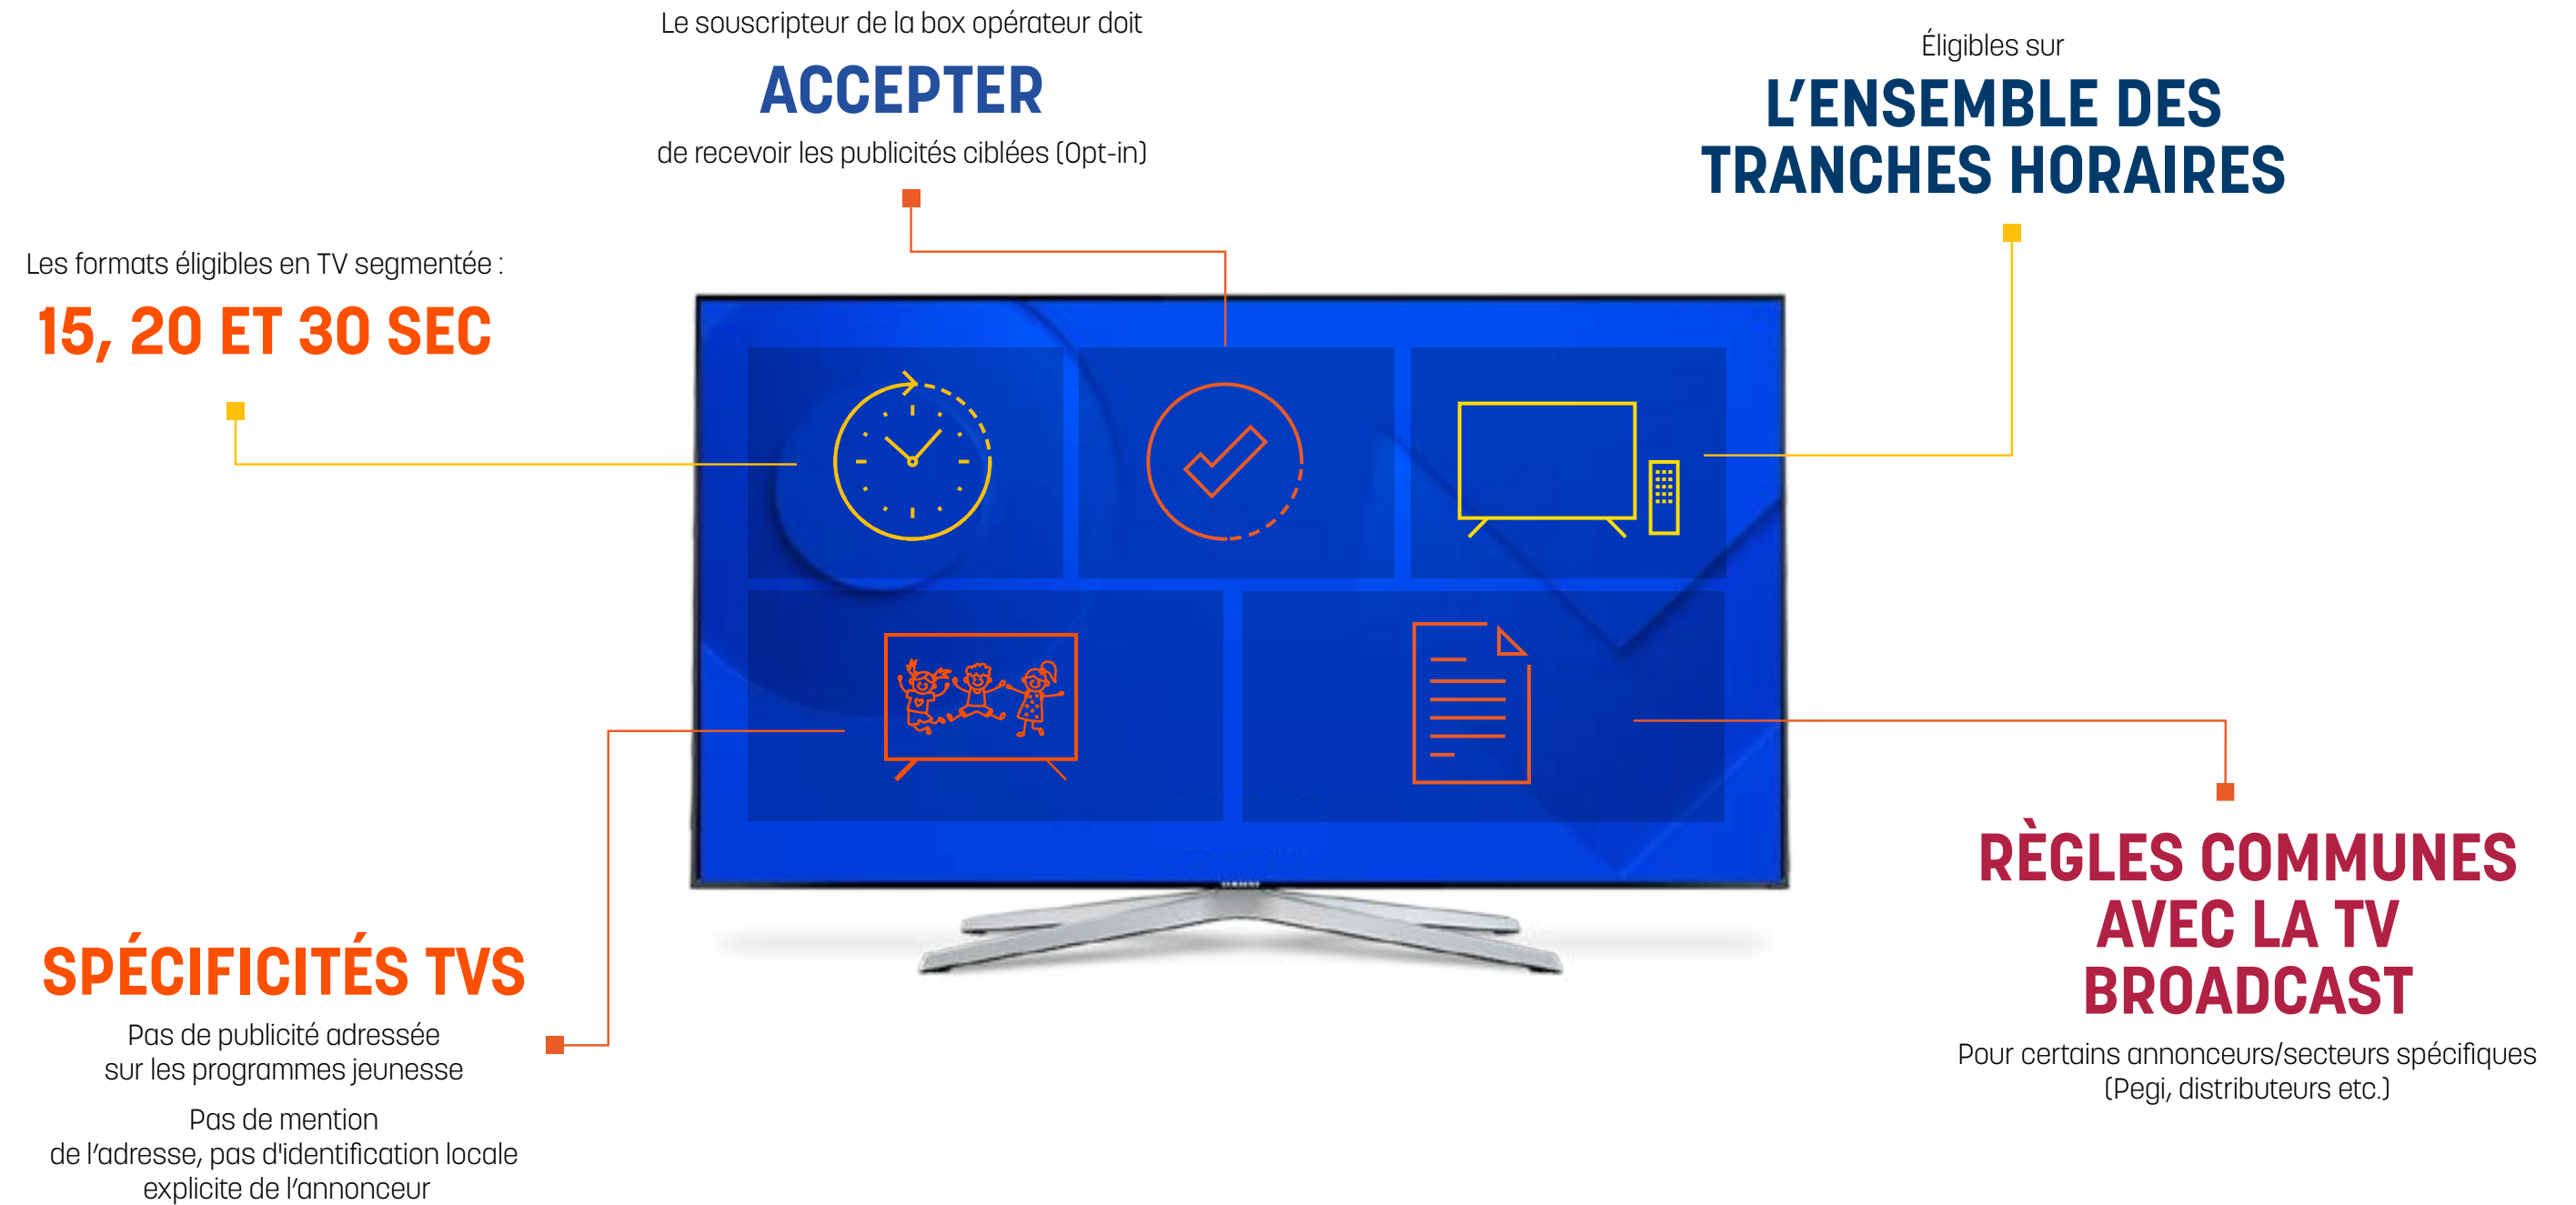 Le souscripteur de la box opérateur doit
ACCEPTER
de recevoir les publicités ciblées (Opt-in)
Éligibles sur
L’ENSEMBLE DES
TRANCHES HORAIRES
Les formats éligibles en TV segmentée :
15, 20 ET 30 SEC
SPÉCIFICITÉS TVS
Pas de publicité adressée
sur les programmes jeunesse
Pas de mention
de l’adresse, pas d'identification locale
explicite de l’annonceur
RÈGLES COMMUNES
AVEC LA TV
BROADCAST
Pour certains annonceurs/secteurs spécifiques
(Pegi, distributeurs etc.)